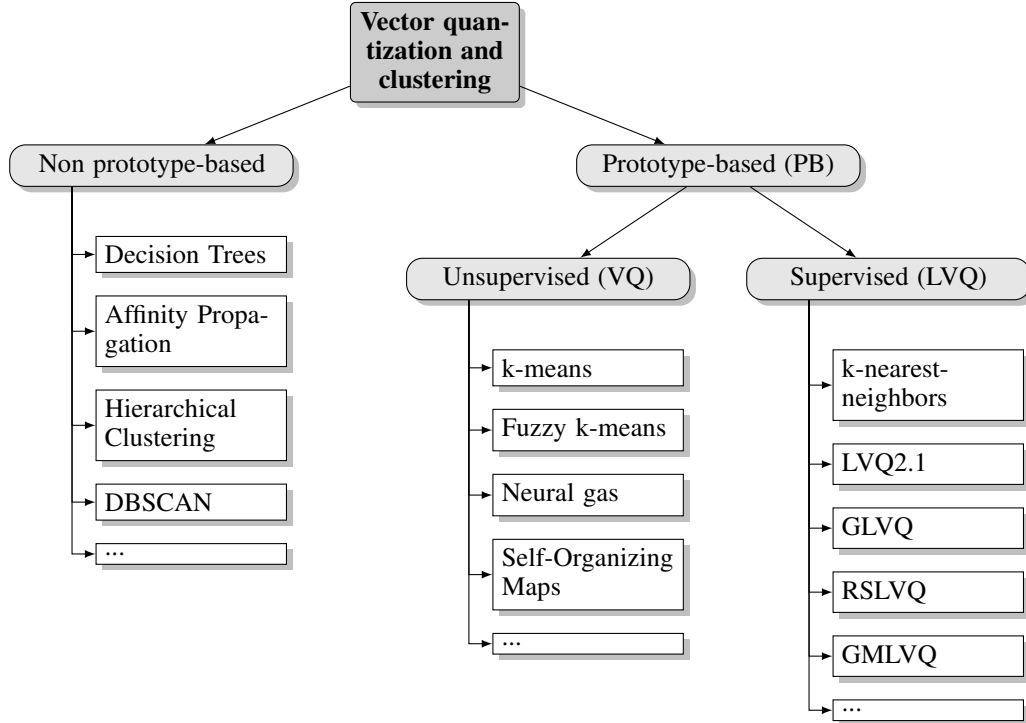 Vector quan-
tization and
clustering
Non prototype-based
Prototype-based (PB)
Decision Trees
Affinity Propa-
gation
Hierarchical
Clustering
DBSCAN
...
Unsupervised (VQ)
Supervised (LVQ)
k-means
Fuzzy k-means
Neural gas
Self-Organizing
Maps
...
k-nearest-
neighbors
LVQ2.1
GLVQ
RSLVQ
GMLVQ
...